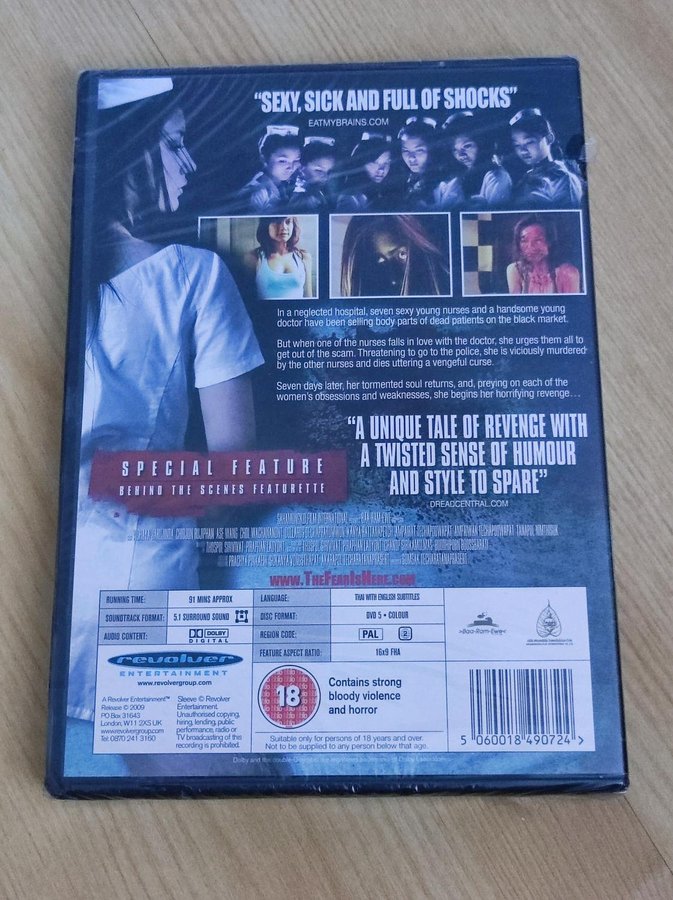 "SEXY, SICK AND FULL OF SHOCKS"
EATMYBRAINS.COM
In a neglected hospital, seven sexy young nurses and a handsome young
doctor have been selling body parts of dead patients on the black market.
But when one of the nurses falls in love with the doctor, she urges them all to
get out of the scam. Threatening to go to the police, she is viciously murdered
by the other nurses and dies uttering a vengeful curse.
Seven days later, her tormented soul returns, and, preying on each of the
women's obsessions and weaknesses, she begins her horrifying revenge...
"A UNIQUE TALE OF REVENGE WITH
A TWISTED SENSE OF HUMOUR
AND STYLE TO SPARE"
DREADCENTRAL.COM
SPECIAL FEATURE
BEHIND THE SCENES FEATURETTE
www.TheFearIsHere.com
RUNNING TIME: 91 MINS APPROX
SOUNDTRACK FORMAT: 5.1 SURROUND SOUND
AUDIO CONTENT: DOLBY DIGITAL
LANGUAGE: THAI WITH ENGLISH SUBTITLES
DISC FORMAT: DVD 5 • COLOUR
REGION CODE: PAL 2
FEATURE ASPECT RATIO: 16x9 FHA
>Baa-Ram-Ewe<
revolver
ENTERTAINMENT
www.revolvergroup.com
A Revolver Entertainment™
Release © 2009
PO Box 31643
London, W11 2XS UK
www.revolvergroup.com
Tel: 0870 241 3160
Sleeve © Revolver
Entertainment.
Unauthorised copying,
hiring, lending, public
performance, radio or
TV broadcasting of this
recording is prohibited.
18
Contains strong
bloody violence
and horror
Suitable only for persons of 18 years and over.
Not to be supplied to any person below that age.
5 060018 490724 >